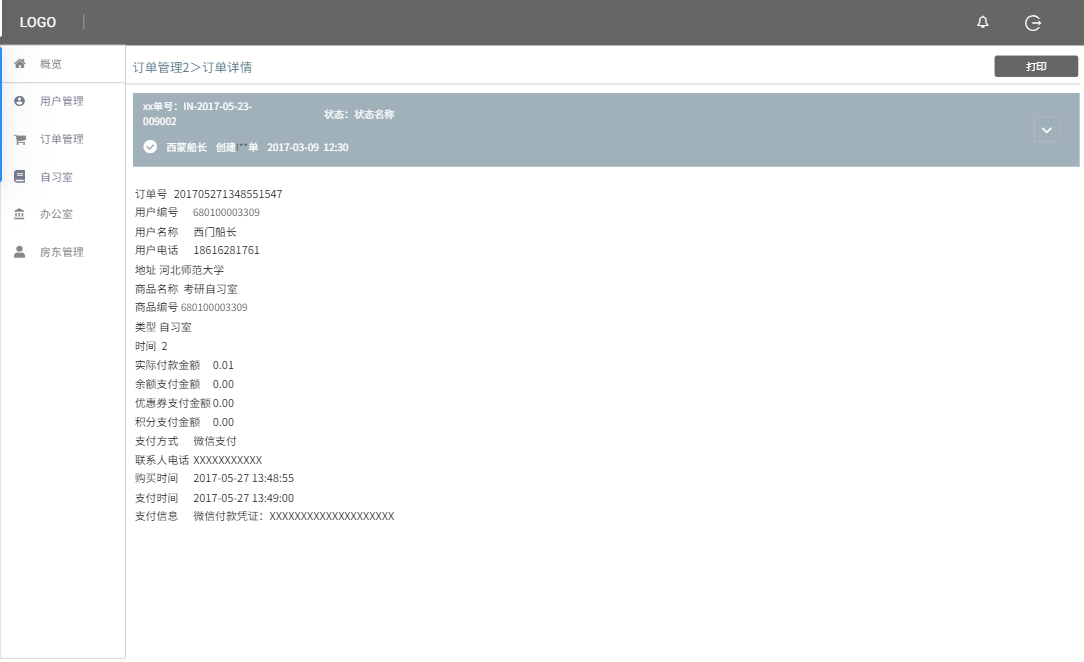 LOGO
概览
用户管理
订单管理
自习室
办公室
房东管理
订单管理2＞订单详情
打印
xx单号：IN-2017-05-23-
009002
状态：状态名称
西蒙船长 创建**单 2017-03-09 12:30
订单号 201705271348551547
用户编号 680100003309
用户名称 西门船长
用户电话 18616281761
地址 河北师范大学
商品名称 考研自习室
商品编号 680100003309
类型 自习室
时间 2
实际付款金额 0.01
余额支付金额 0.00
优惠券支付金额 0.00
积分支付金额 0.00
支付方式 微信支付
联系人电话 XXXXXXXXXXX
购买时间 2017-05-27 13:48:55
支付时间 2017-05-27 13:49:00
支付信息 微信付款凭证：XXXXXXXXXXXXXXXXXXXX